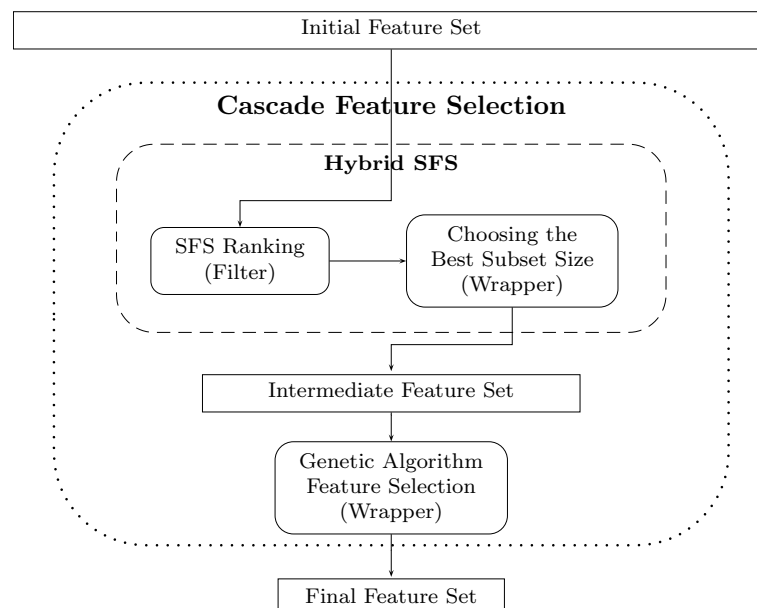 Initial Feature Set
Cascade Feature Selection
Hybrid SFS
SFS Ranking
(Filter)
Choosing the
Best Subset Size
(Wrapper)
Intermediate Feature Set
Genetic Algorithm
Feature Selection
(Wrapper)
Final Feature Set